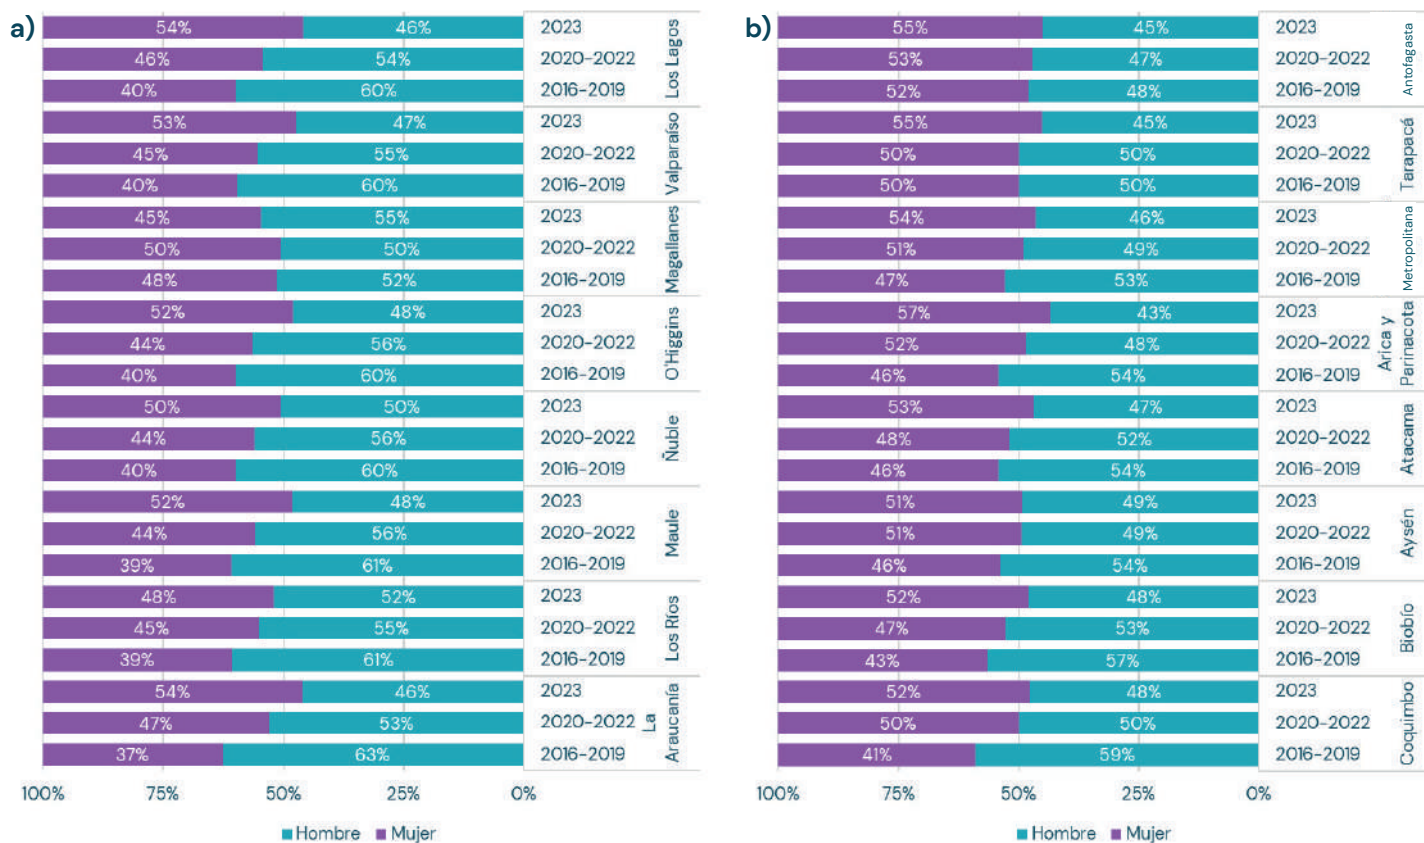 a)
54% 46% 2023
46% 54% 2020-2022
40% 60% 2016-2019
Los Lagos
53% 47% 2023
45% 55% 2020-2022
40% 60% 2016-2019
Valparaíso
45% 55% 2023
50% 50% 2020-2022
48% 52% 2016-2019
Magallanes
52% 48% 2023
44% 56% 2020-2022
40% 60% 2016-2019
O'Higgins
50% 50% 2023
44% 56% 2020-2022
40% 60% 2016-2019
Ñuble
52% 48% 2023
44% 56% 2020-2022
39% 61% 2016-2019
Maule
48% 52% 2023
45% 55% 2020-2022
39% 61% 2016-2019
Los Ríos
54% 46% 2023
47% 53% 2020-2022
37% 63% 2016-2019
La
Araucanía
100% 75% 50% 25% 0%
Hombre Mujer
b)
55% 45% 2023
53% 47% 2020-2022
52% 48% 2016-2019
Antofagasta
55% 45% 2023
50% 50% 2020-2022
50% 50% 2016-2019
Tarapacá
54% 46% 2023
51% 49% 2020-2022
47% 53% 2016-2019
Metropolitana
57% 43% 2023
52% 48% 2020-2022
46% 54% 2016-2019
Arica y
Parinacota
53% 47% 2023
48% 52% 2020-2022
46% 54% 2016-2019
Atacama
51% 49% 2023
51% 49% 2020-2022
46% 54% 2016-2019
Aysén
52% 48% 2023
47% 53% 2020-2022
43% 57% 2016-2019
Biobío
52% 48% 2023
50% 50% 2020-2022
41% 59% 2016-2019
Coquimbo
100% 75% 50% 25% 0%
Hombre Mujer